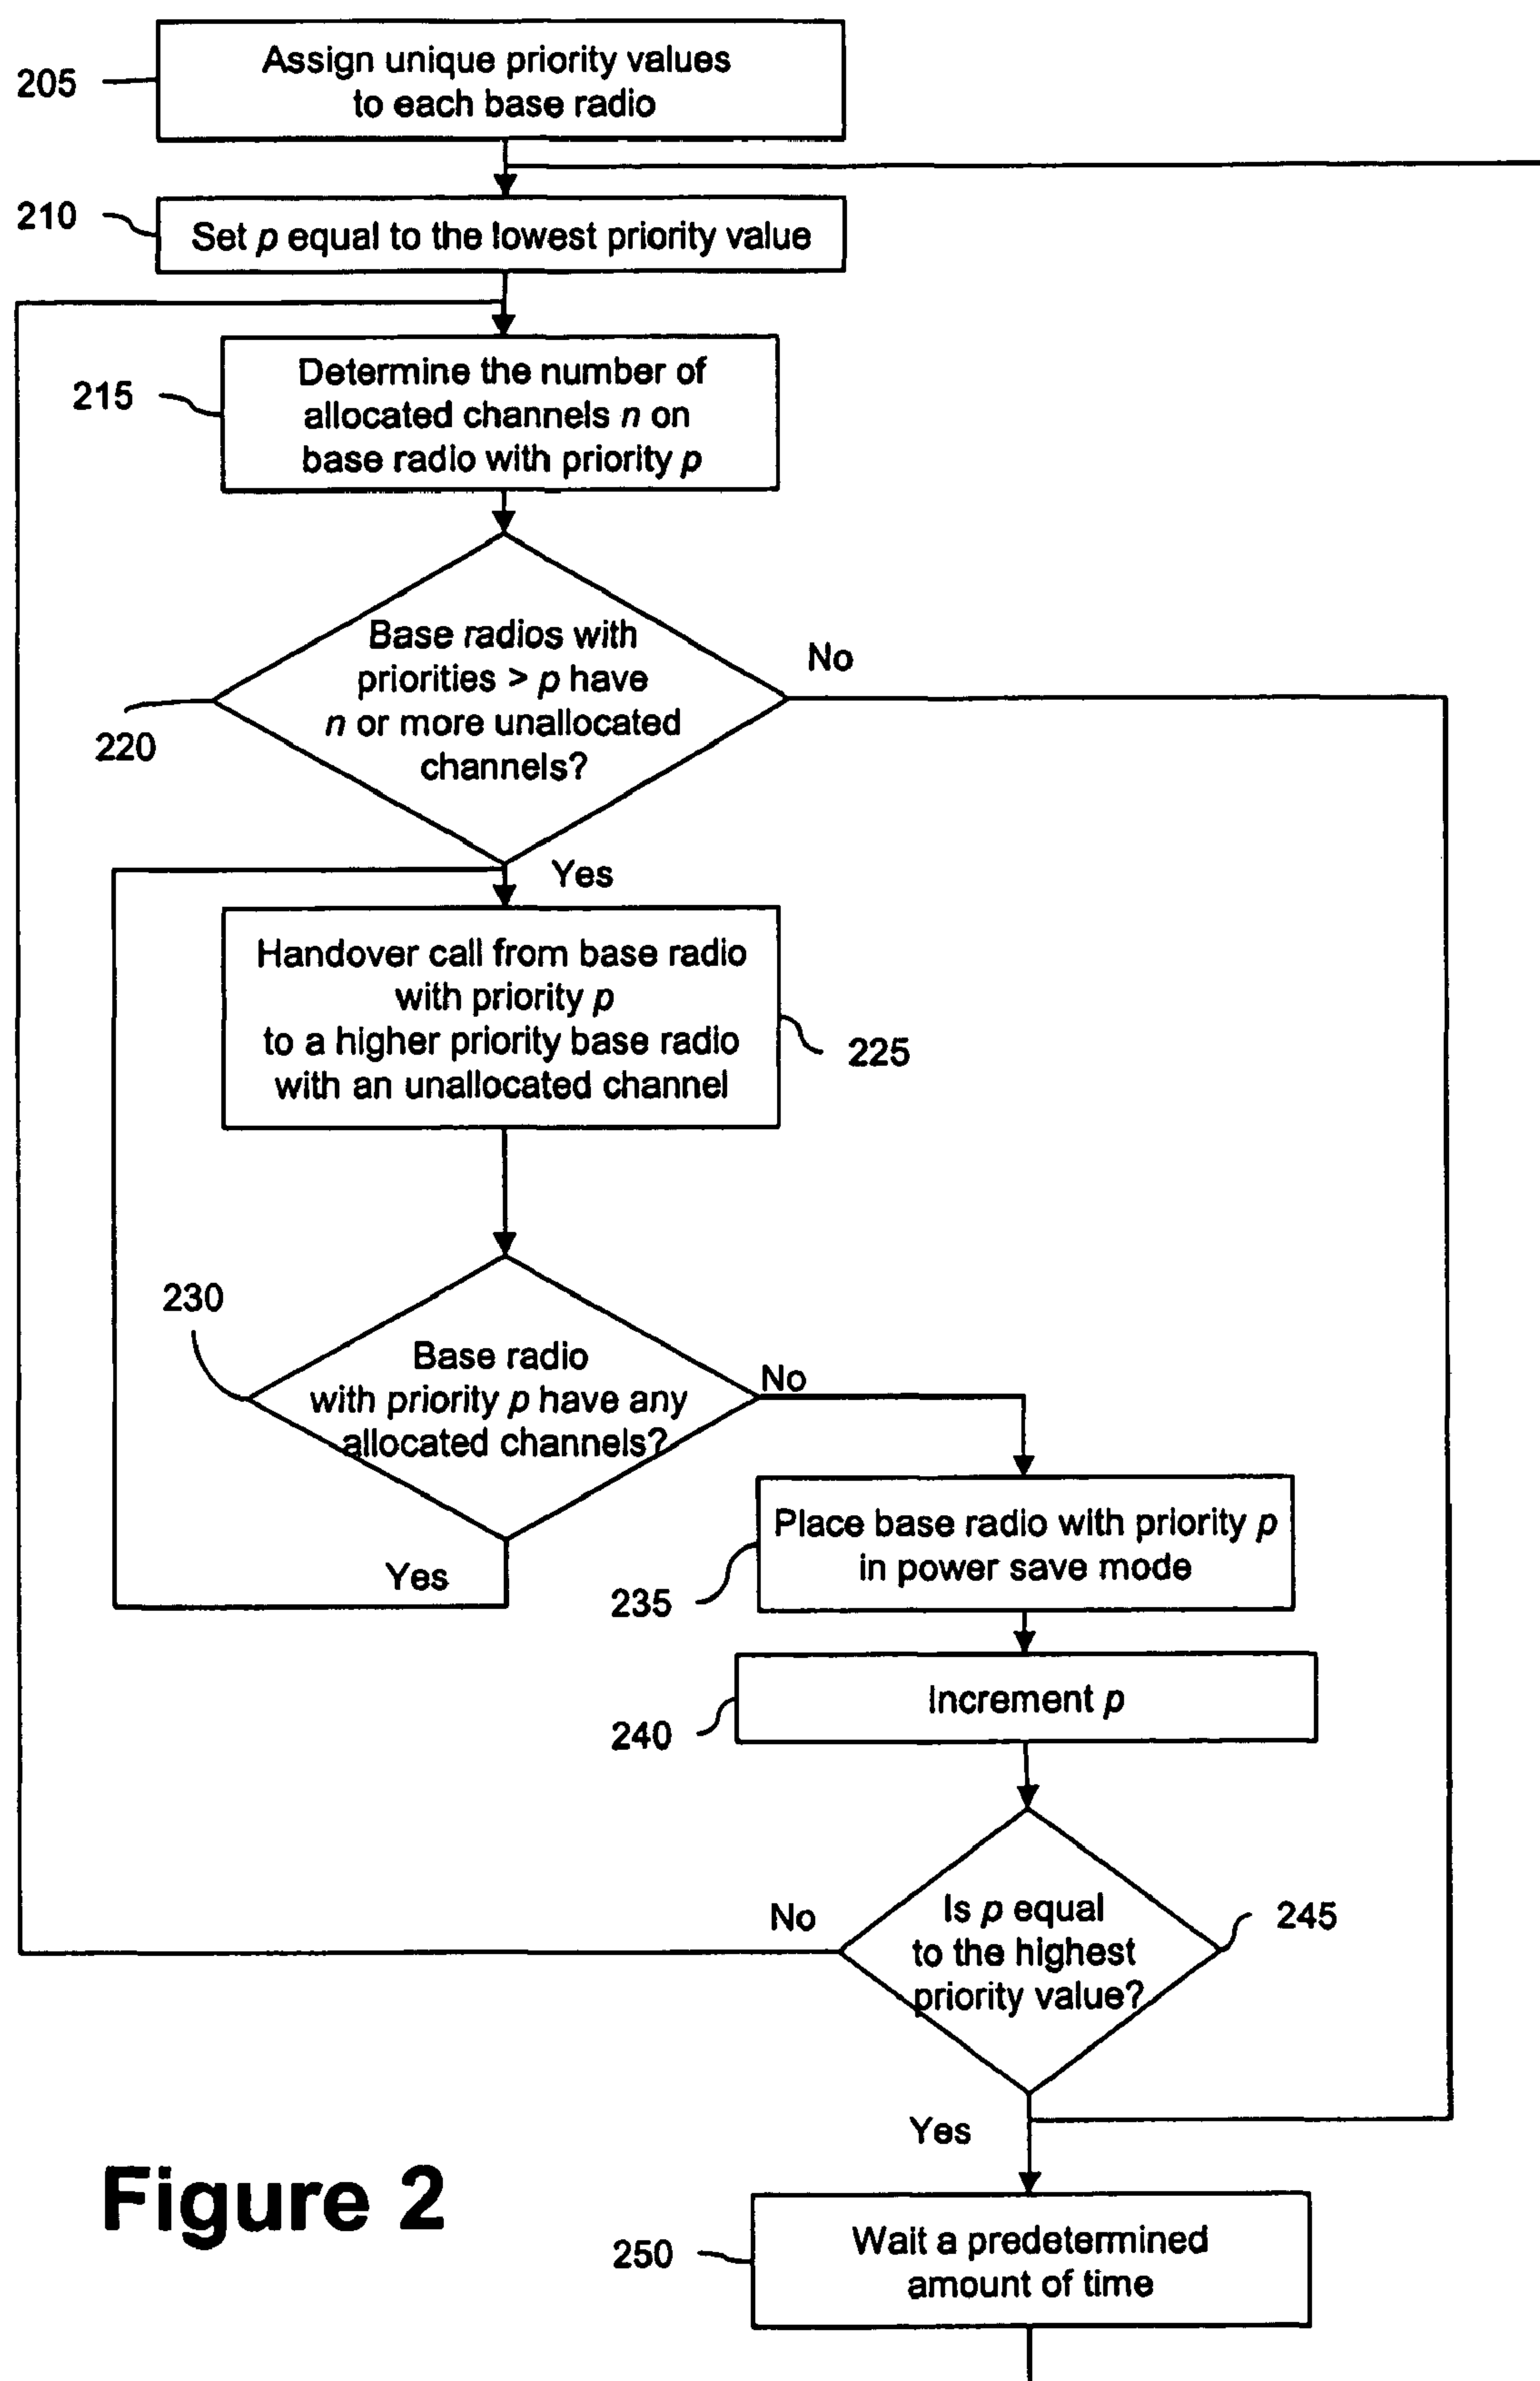 205
Assign unique priority values
to each base radio
210
Set p equal to the lowest priority value
215
Determine the number of
allocated channels n on
base radio with priority p
220
Base radios with
priorities > p have
n or more unallocated
channels?
No
Yes
Handover call from base radio
with priority p
to a higher priority base radio
with an unallocated channel
225
230
Base radio
with priority p have any
allocated channels?
No
Yes
235
Place base radio with priority p
in power save mode
240
Increment p
No
Is p equal
to the highest
priority value?
245
Yes
Figure 2
250
Wait a predetermined
amount of time